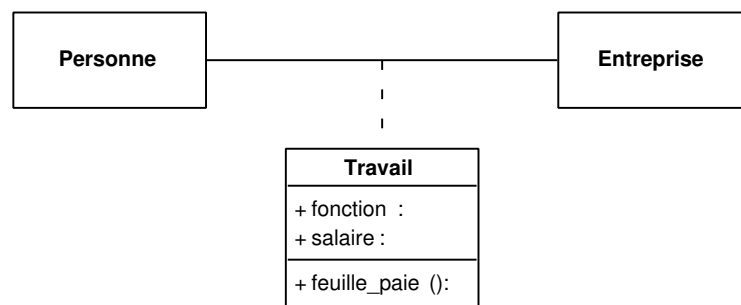 Personne
Entreprise
Travail
+ fonction :
+ salaire :
+ feuille_paie ():